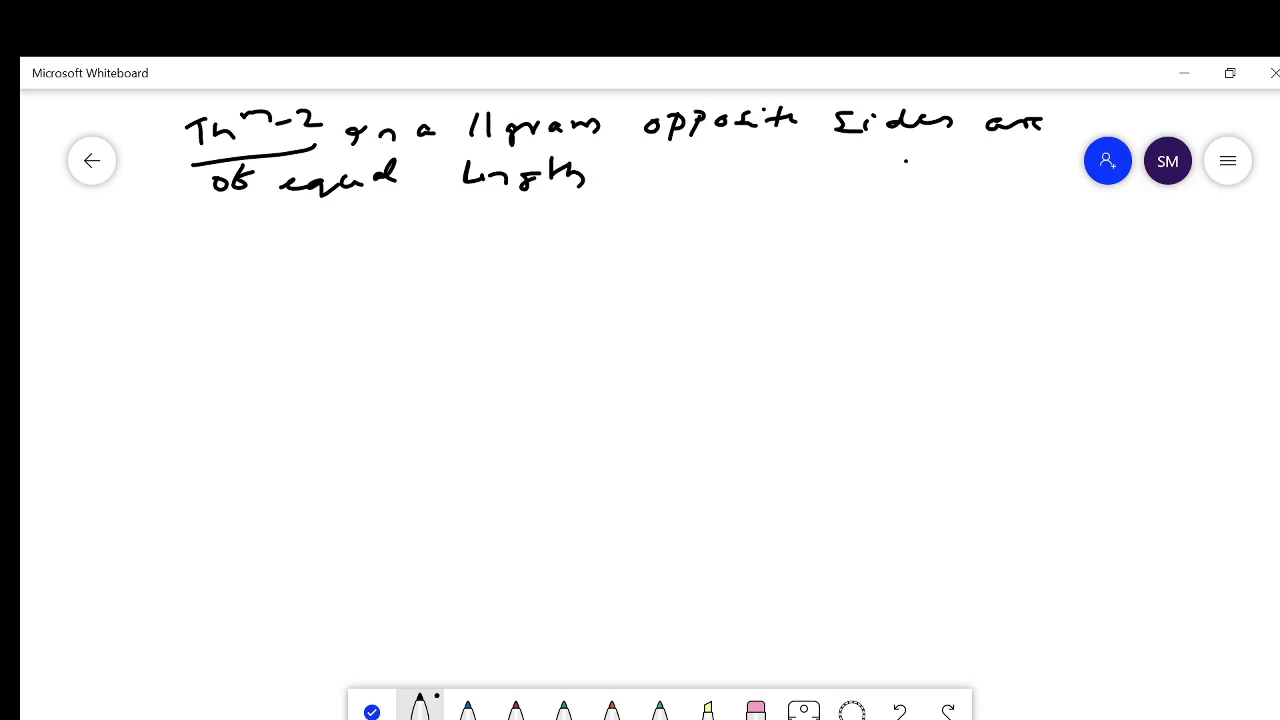 Microsoft Whiteboard
Thm-2 In a ||gram opposite sides are
of equal length
SM